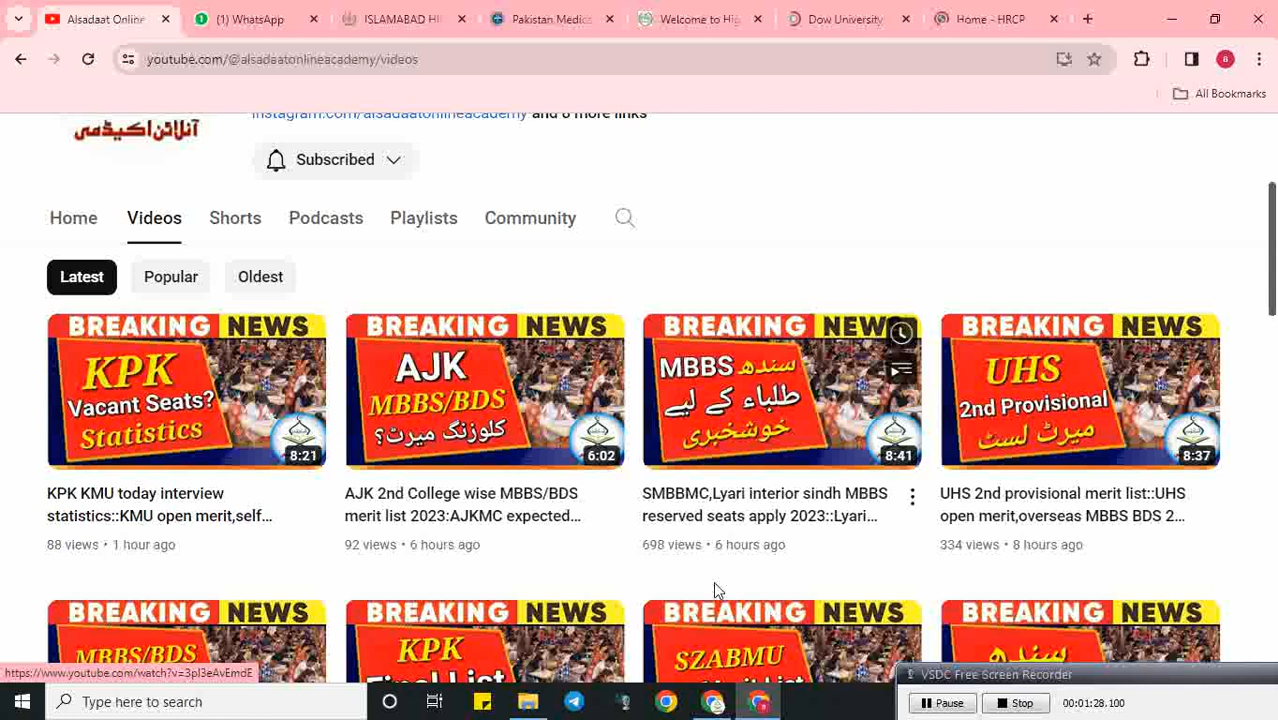 Alsadaat Online
(1) WhatsApp
ISLAMABAD HI
Pakistan Medic
Welcome to Hig
Dow University
Home - HRCP
youtube.com/@alsadaatonlineacademy/videos
All Bookmarks
آنلائن اکیڈمی
instagram.com/alsadaatonlineacademy and 8 more links
Subscribed
Home
Videos
Shorts
Podcasts
Playlists
Community
Latest
Popular
Oldest
BREAKING NEWS
KPK
Vacant Seats?
Statistics
8:21
BREAKING NEWS
AJK
MBBS/BDS
کلوزنگ میرٹ؟
6:02
BREAKING NEWS
MBBS سندھ
طلباء کے لیے
خوشخبری
8:41
BREAKING NEWS
UHS
2nd Provisional
میرٹ لسٹ
8:37
KPK KMU today interview
statistics::KMU open merit,self...
88 views • 1 hour ago
AJK 2nd College wise MBBS/BDS
merit list 2023:AJKMC expected...
92 views • 6 hours ago
SMBBMC,Lyari interior sindh MBBS
reserved seats apply 2023::Lyari...
698 views • 6 hours ago
UHS 2nd provisional merit list::UHS
open merit,overseas MBBS BDS 2...
334 views • 8 hours ago
BREAKING NEWS
MBBS/BDS
BREAKING NEWS
KPK
Final List
BREAKING NEWS
SZABMU
Merit List
BREAKING NEWS
سندھ
https://www.youtube.com/watch?v=3pI3eAvEmdE
VSDC Free Screen Recorder
Pause
Stop
00:01:28.100
Type here to search